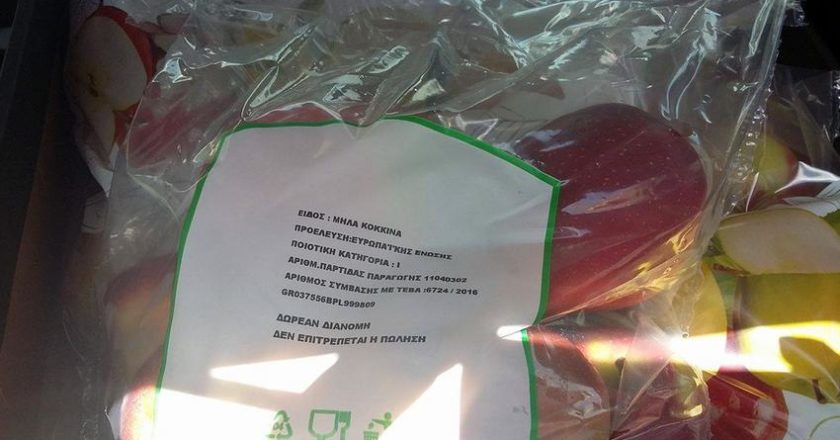 ΕΙΔΟΣ : ΜΗΛΑ ΚΟΚΚΙΝΑ
ΠΡΟΕΛΕΥΣΗ:ΕΥΡΩΠΑΤΚΗΣ ΕΝΩΣΗΣ
ΠΟΙΟΤΙΚΗ ΚΑΤΗΓΟΡΙΑ : Ι
ΑΡΙΘΜ.ΠΑΡΤΙΔΑΣ ΠΑΡΑΓΩΓΗΣ 11040302
ΑΡΙΘΜΟΣ ΣΥΜΒΑΣΗΣ ΜΕ ΤΕΒΑ :6724 / 2016
GR037556BPL999809
ΔΩΡΕΑΝ ΔΙΑΝΟΜΗ
ΔΕΝ ΕΠΙΤΡΕΠΕΤΑΙ Η ΠΩΛΗΣΗ